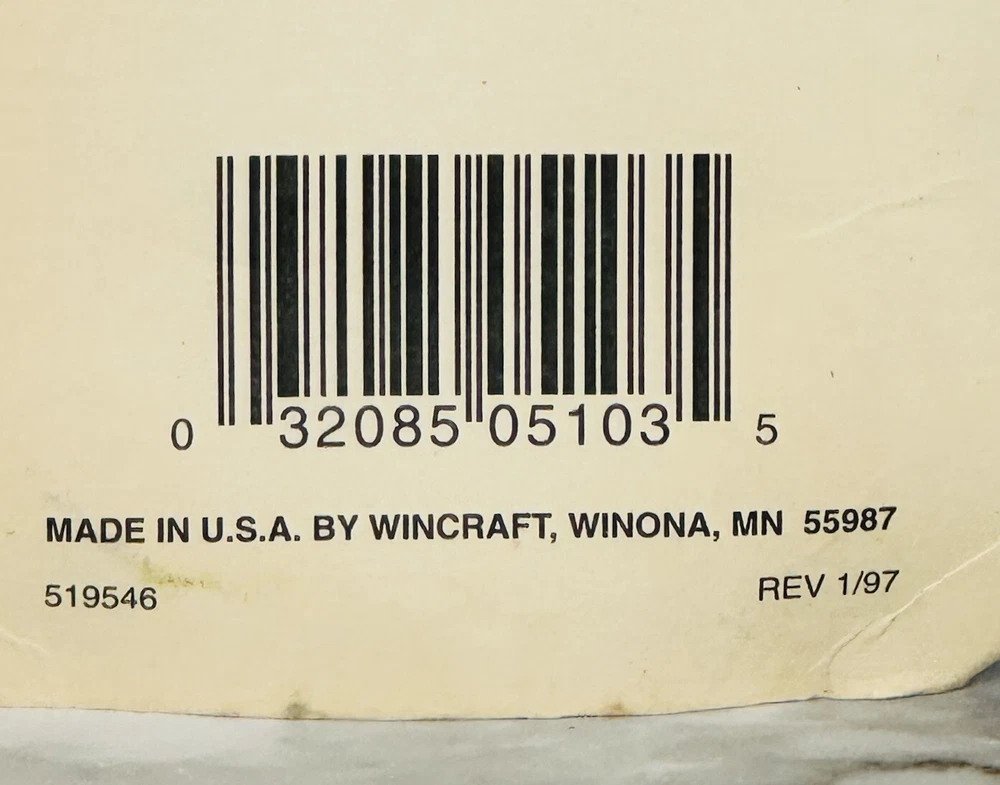 0 32085 05103 5
MADE IN U.S.A. BY WINCRAFT, WINONA, MN 55987
519546 REV 1/97